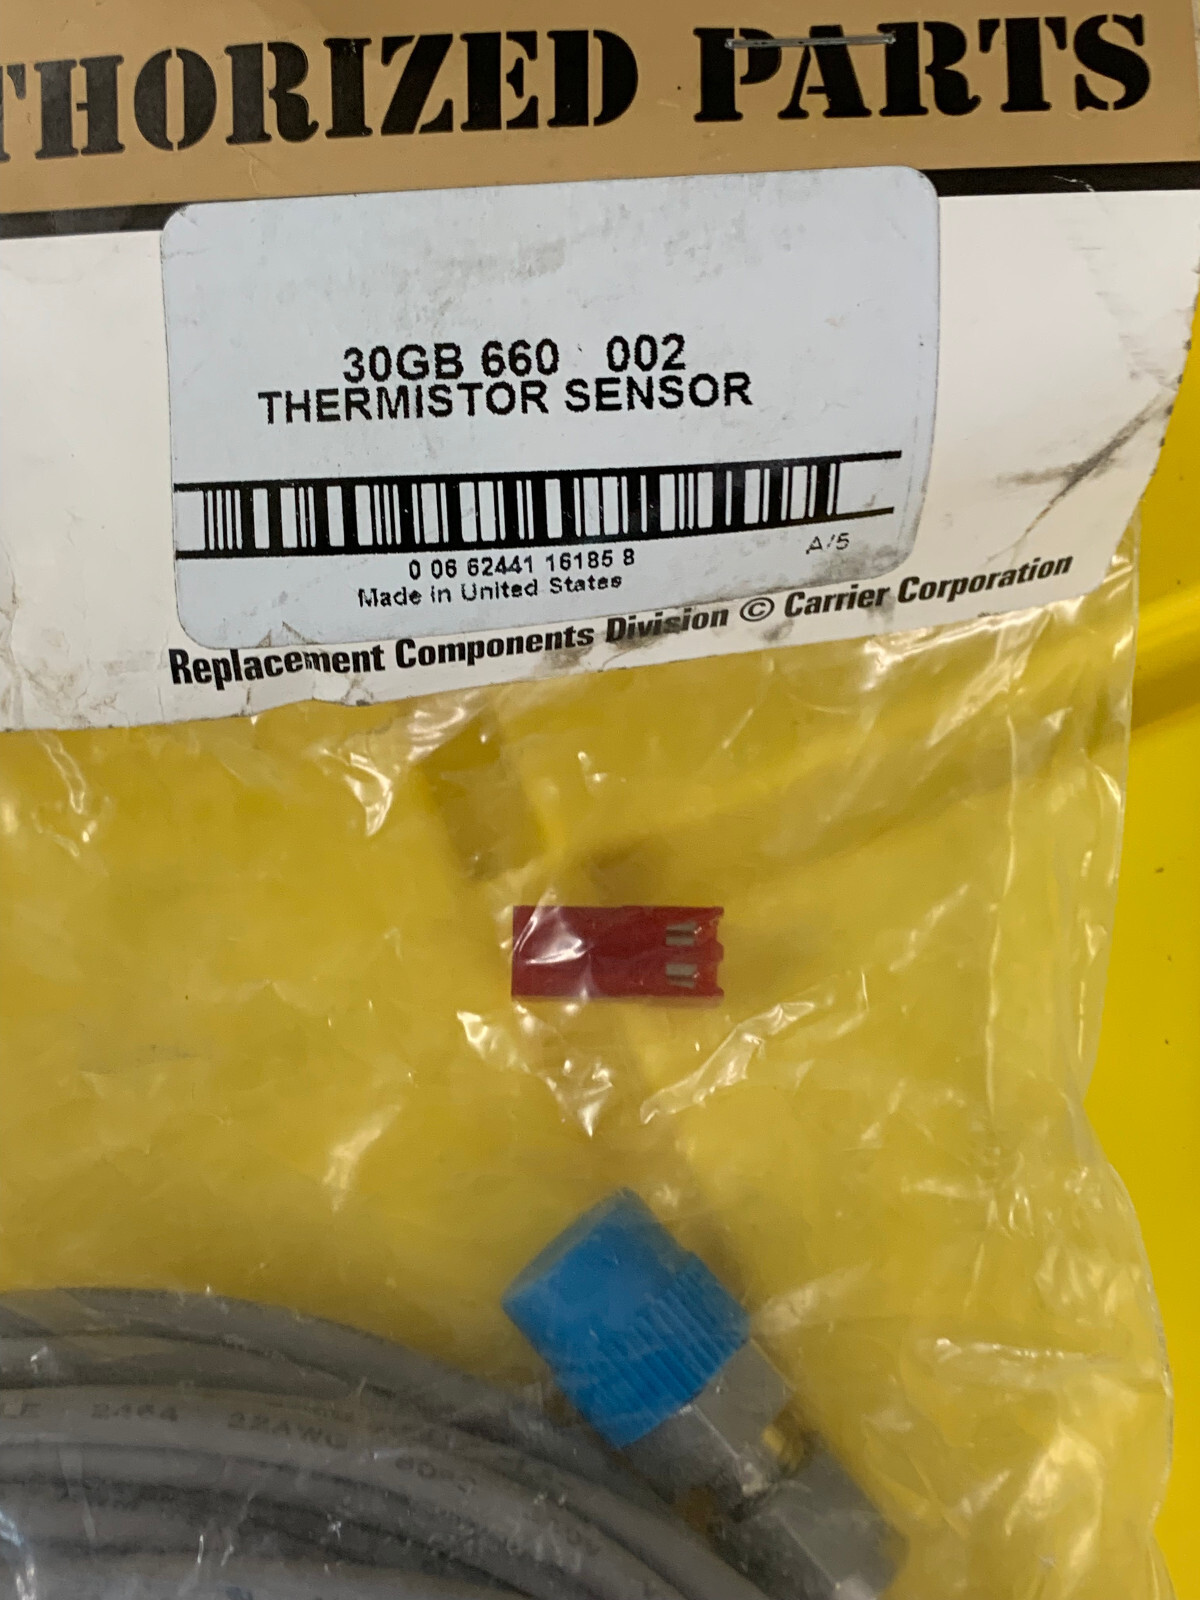 THORIZED PARTS
30GB 660 002
THERMISTOR SENSOR
0 06 62441 16185 8
A/5
Made in United States
Replacement Components Division © Carrier Corporation
LE 2464 22AWG